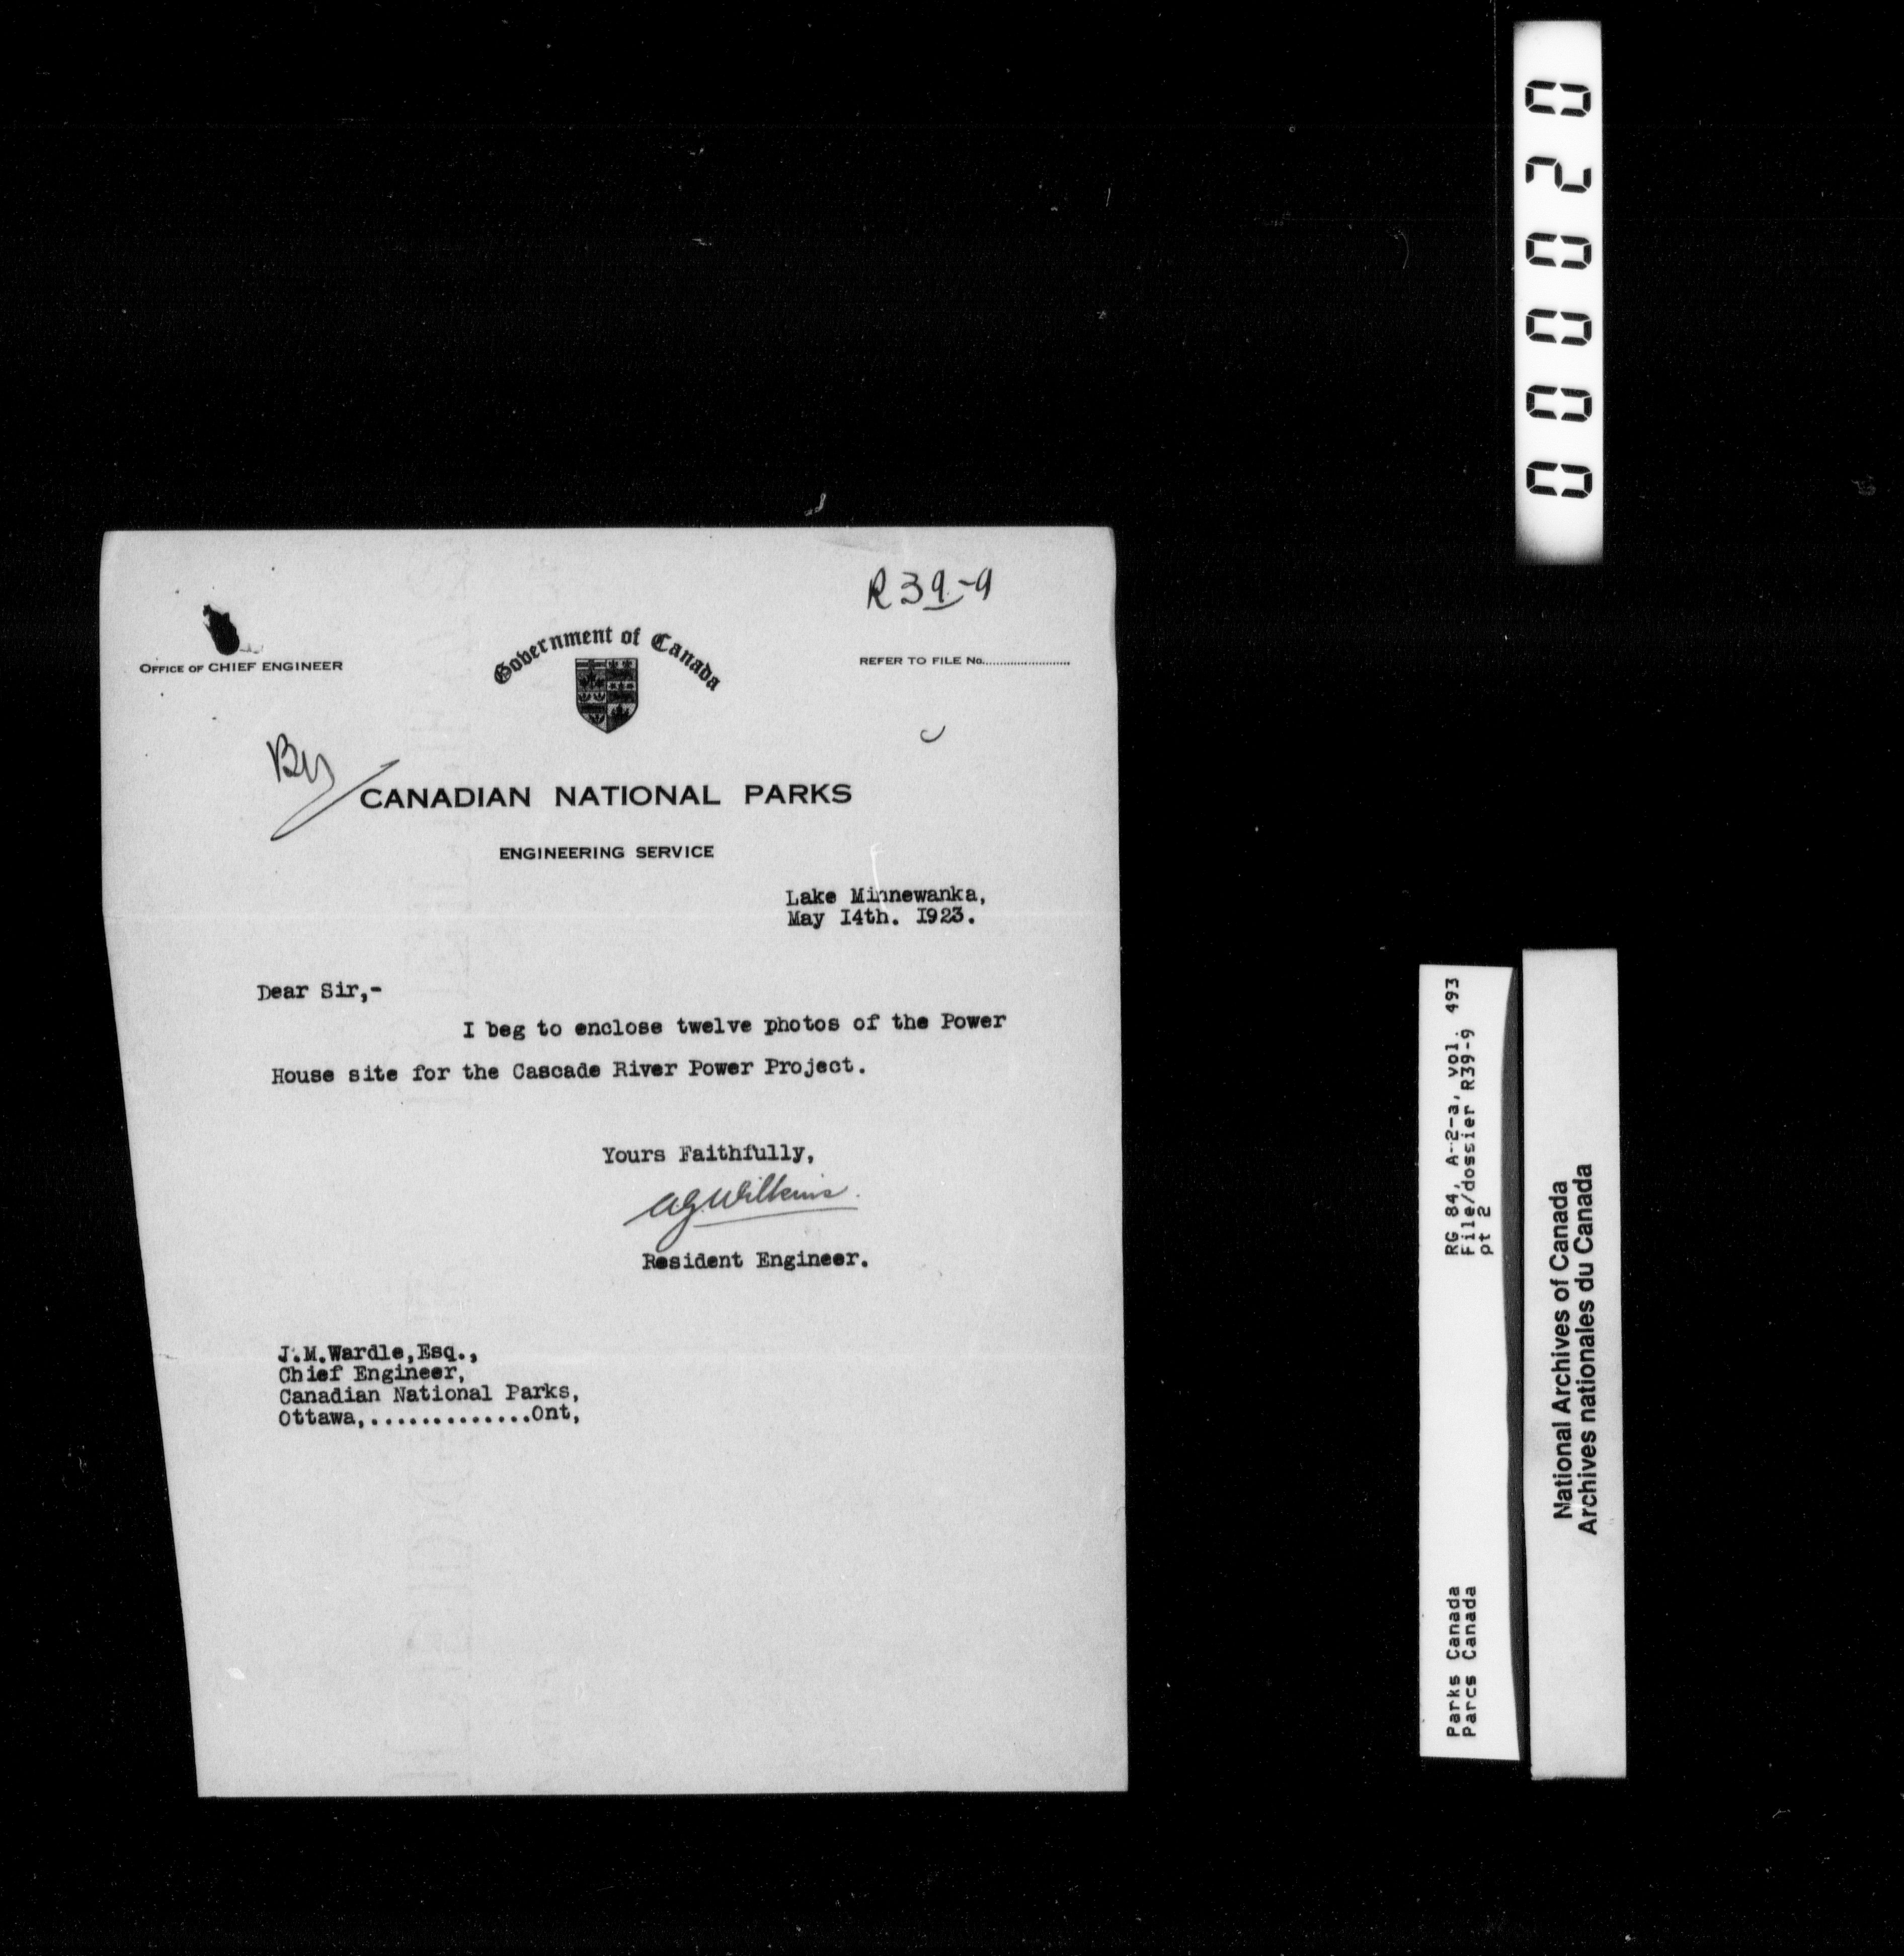 R39-9
OFFICE OF CHIEF ENGINEER
Government of Canada
REFER TO FILE No..........................
CANADIAN NATIONAL PARKS
ENGINEERING SERVICE
Lake Minnewanka,
May I4th. I923.
Dear Sir,-
I beg to enclose twelve photos of the Power
House site for the Cascade River Power Project.
Yours Faithfully,
AGWilkins.
Resident Engineer.
J.M.Wardle,Esq.,
Chief Engineer,
Canadian National Parks,
Ottawa,..............Ont,
000020
RG 84, A-2-a, vol. 493
File/dossier R39-9
pt 2
Parks Canada
Parcs Canada
National Archives of Canada
Archives nationales du Canada